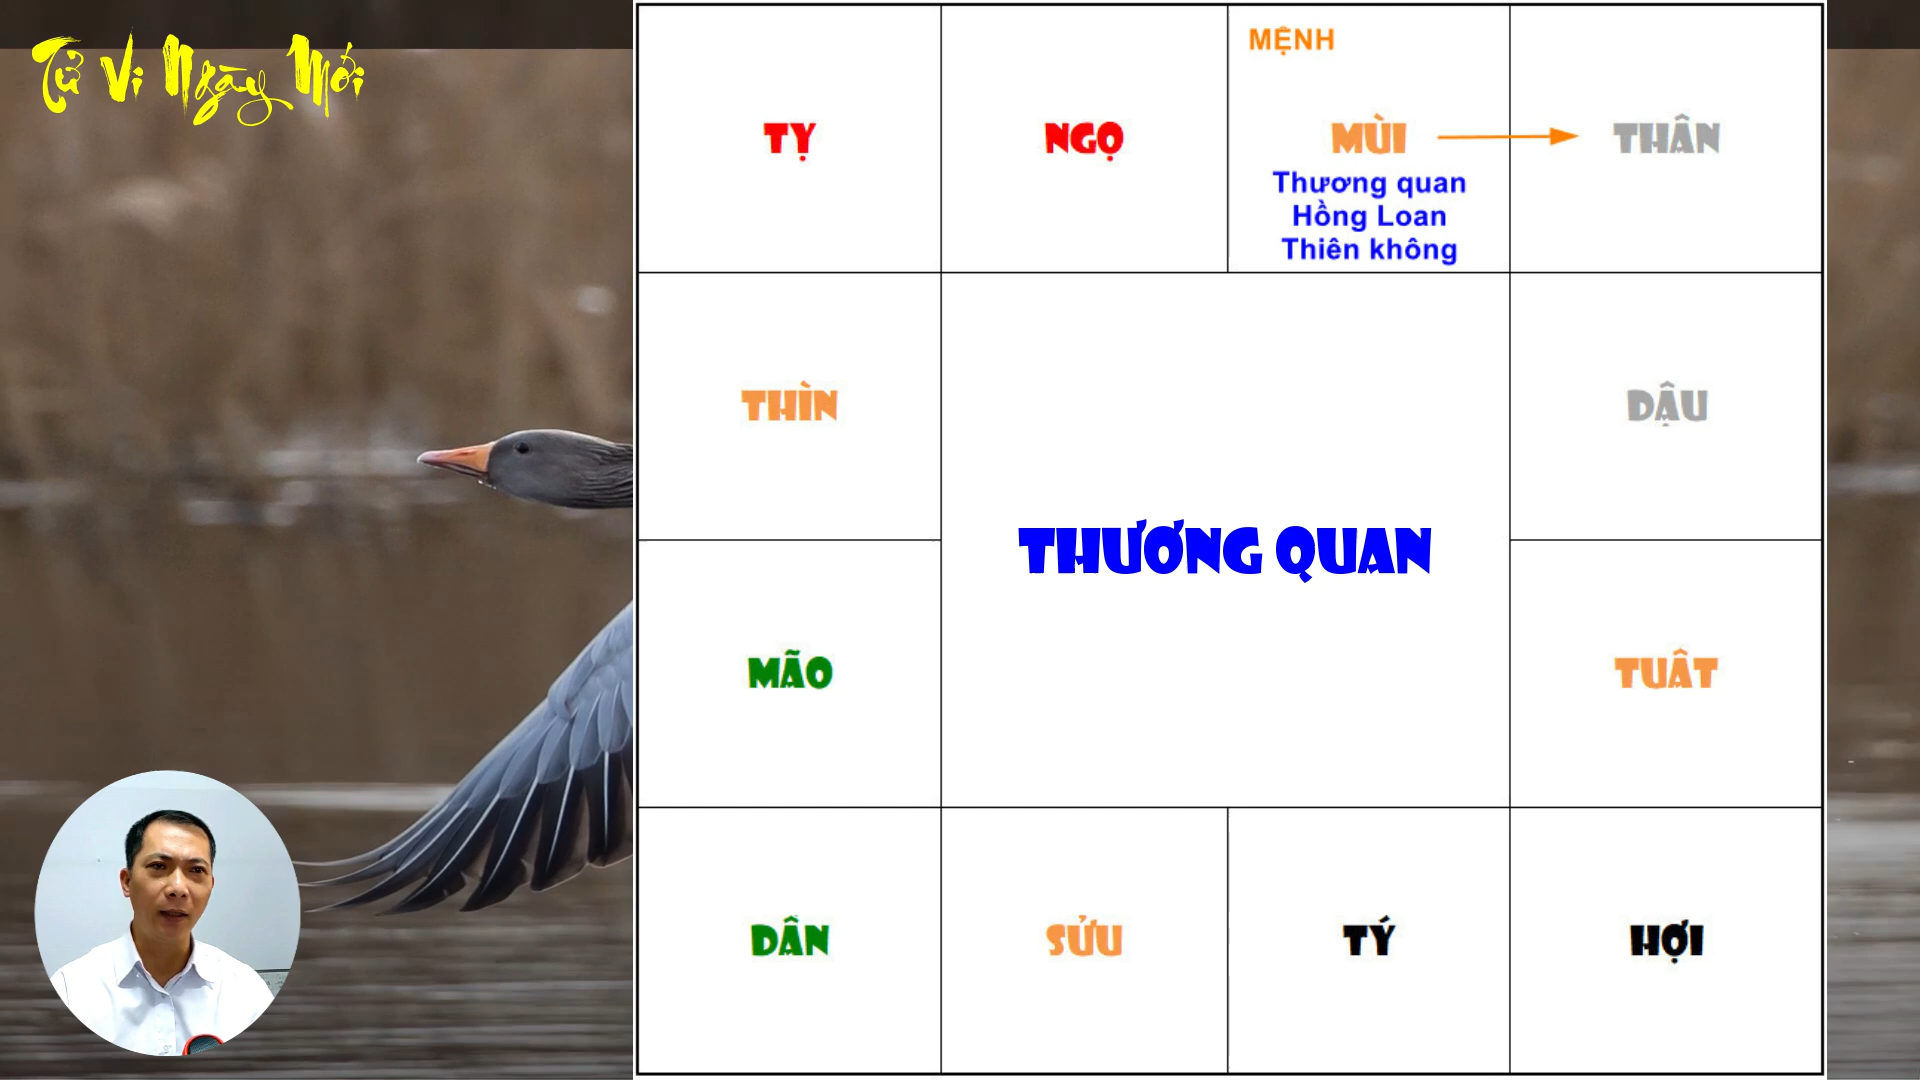 Tử Vi Ngày Mới
MỆNH
TỴ
NGỌ
MÙI
THÂN
Thương quan
Hồng Loan
Thiên không
THÌN
DẬU
THƯƠNG QUAN
MÃO
TUẤT
DẦN
SỬU
TÝ
HỢI